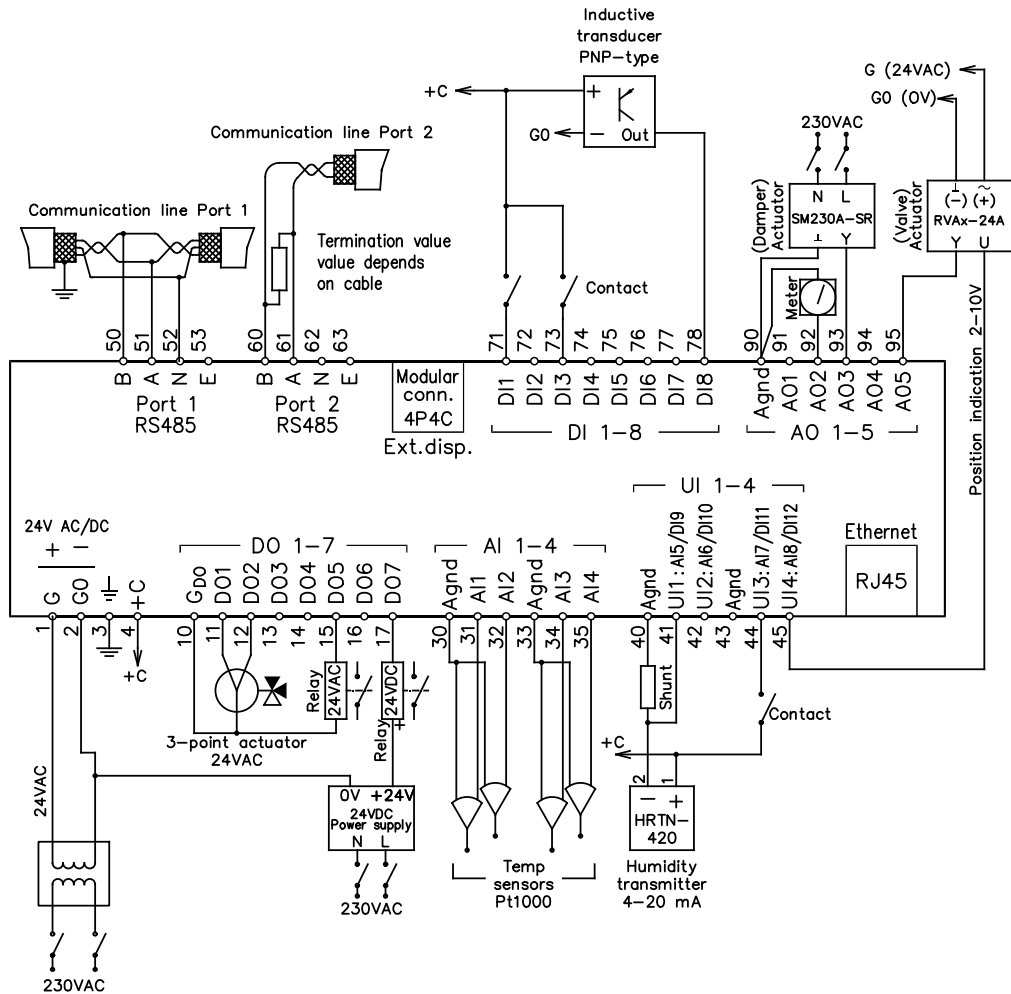 Inductive
transducer
PNP-type
+C
+
G0
-
Out
G (24VAC)
G0 (0V)
230VAC
Communication line Port 2
Communication line Port 1
N L
SM230A-SR
⊥ Y
(Damper)
Actuator
⊥ ~
(-) (+)
RVAx-24A
Y U
(Valve)
Actuator
Termination value
value depends
on cable
Contact
Meter
Position indication 2-10V
50 51 52 53 60 61 62 63 71 72 73 74 75 76 77 78 90 91 92 93 94 95
B A N E B A N E
Port 1
RS485
Port 2
RS485
Modular
conn.
4P4C
Ext.disp.
DI1 DI2 DI3 DI4 DI5 DI6 DI7 DI8
DI 1-8
Agnd AO1 AO2 AO3 AO4 AO5
AO 1-5
24V AC/DC
+ -
G G0 +C
DO 1-7
GDO DO1 DO2 DO3 DO4 DO5 DO6 DO7
AI 1-4
Agnd AI1 AI2 Agnd AI3 AI4
UI 1-4
Agnd UI1:AI5/DI9 UI2:AI6/DI10 Agnd UI3:AI7/DI11 UI4:AI8/DI12
Ethernet
RJ45
1 2 3 4 10 11 12 13 14 15 16 17 30 31 32 33 34 35 40 41 42 43 44 45
+C
3-point actuator
24VAC
Relay
24VAC
Relay
24VDC
+
Shunt
Contact
+C
2 1
- +
HRTN-
420
Humidity
transmitter
4-20 mA
0V +24V
24VDC
Power supply
N L
230VAC
Temp
sensors
Pt1000
24VAC
230VAC